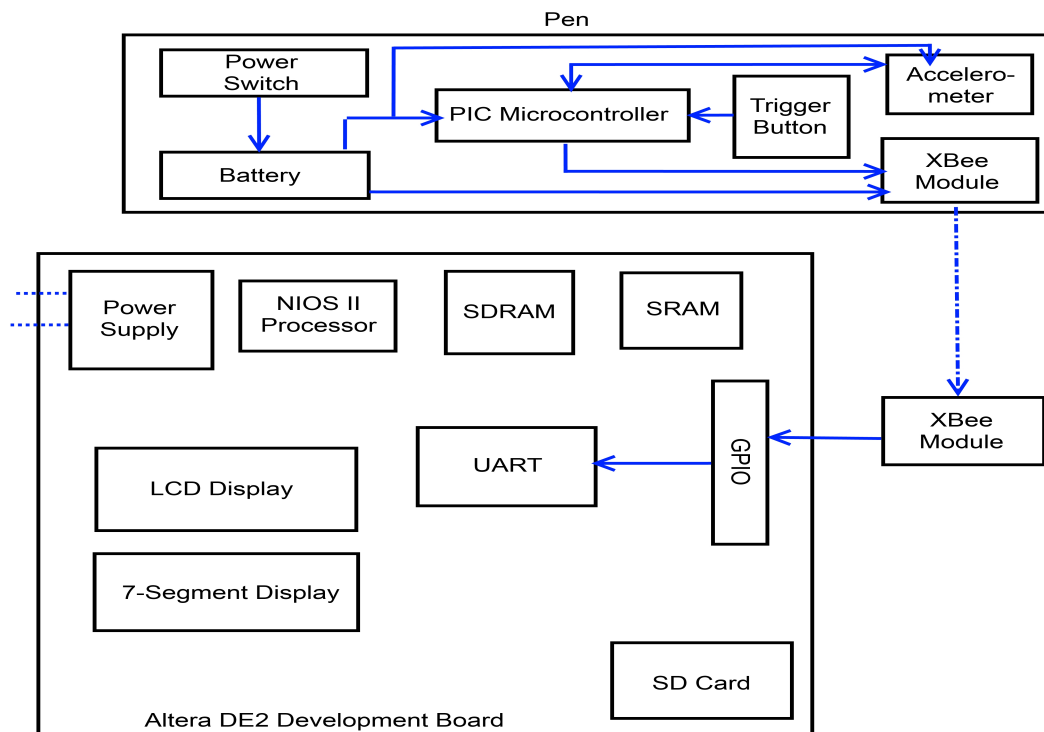 Pen
Power
Switch
Accelero-
meter
PIC Microcontroller
Trigger
Button
Battery
XBee
Module
Power
Supply
NIOS II
Processor
SDRAM
SRAM
XBee
Module
GPIO
UART
LCD Display
7-Segment Display
SD Card
Altera DE2 Development Board